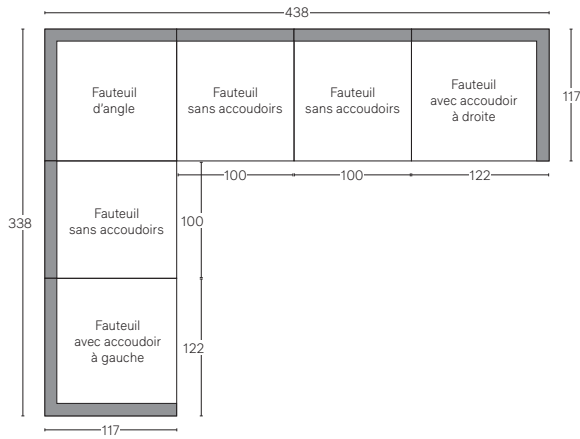 438
Fauteuil
d'angle
Fauteuil
sans accoudoirs
Fauteuil
sans accoudoirs
Fauteuil
avec accoudoir
à droite
117
100
100
122
338
Fauteuil
sans accoudoirs
100
Fauteuil
avec accoudoir
à gauche
122
117